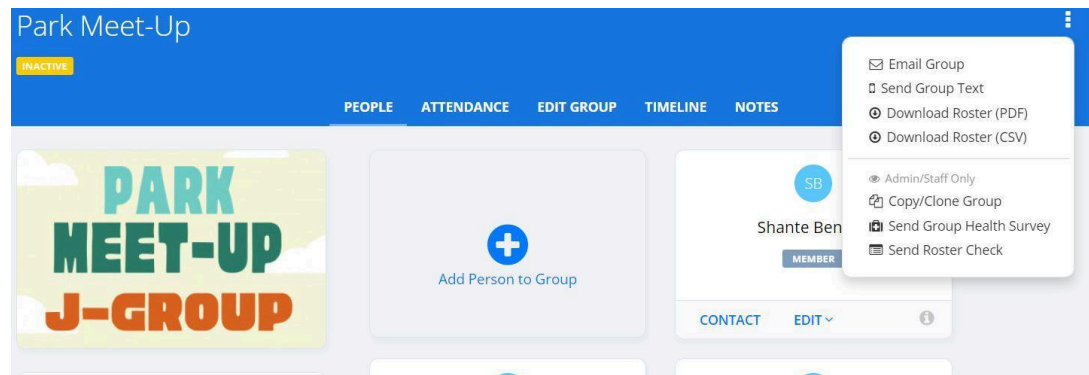 Park Meet-Up
INACTIVE
PEOPLE ATTENDANCE EDIT GROUP TIMELINE NOTES
Email Group
Send Group Text
Download Roster (PDF)
Download Roster (CSV)
Admin/Staff Only
Copy/Clone Group
Send Group Health Survey
Send Roster Check
PARK
MEET-UP
J-GROUP
Add Person to Group
SB
Shante Ben
MEMBER
CONTACT EDIT